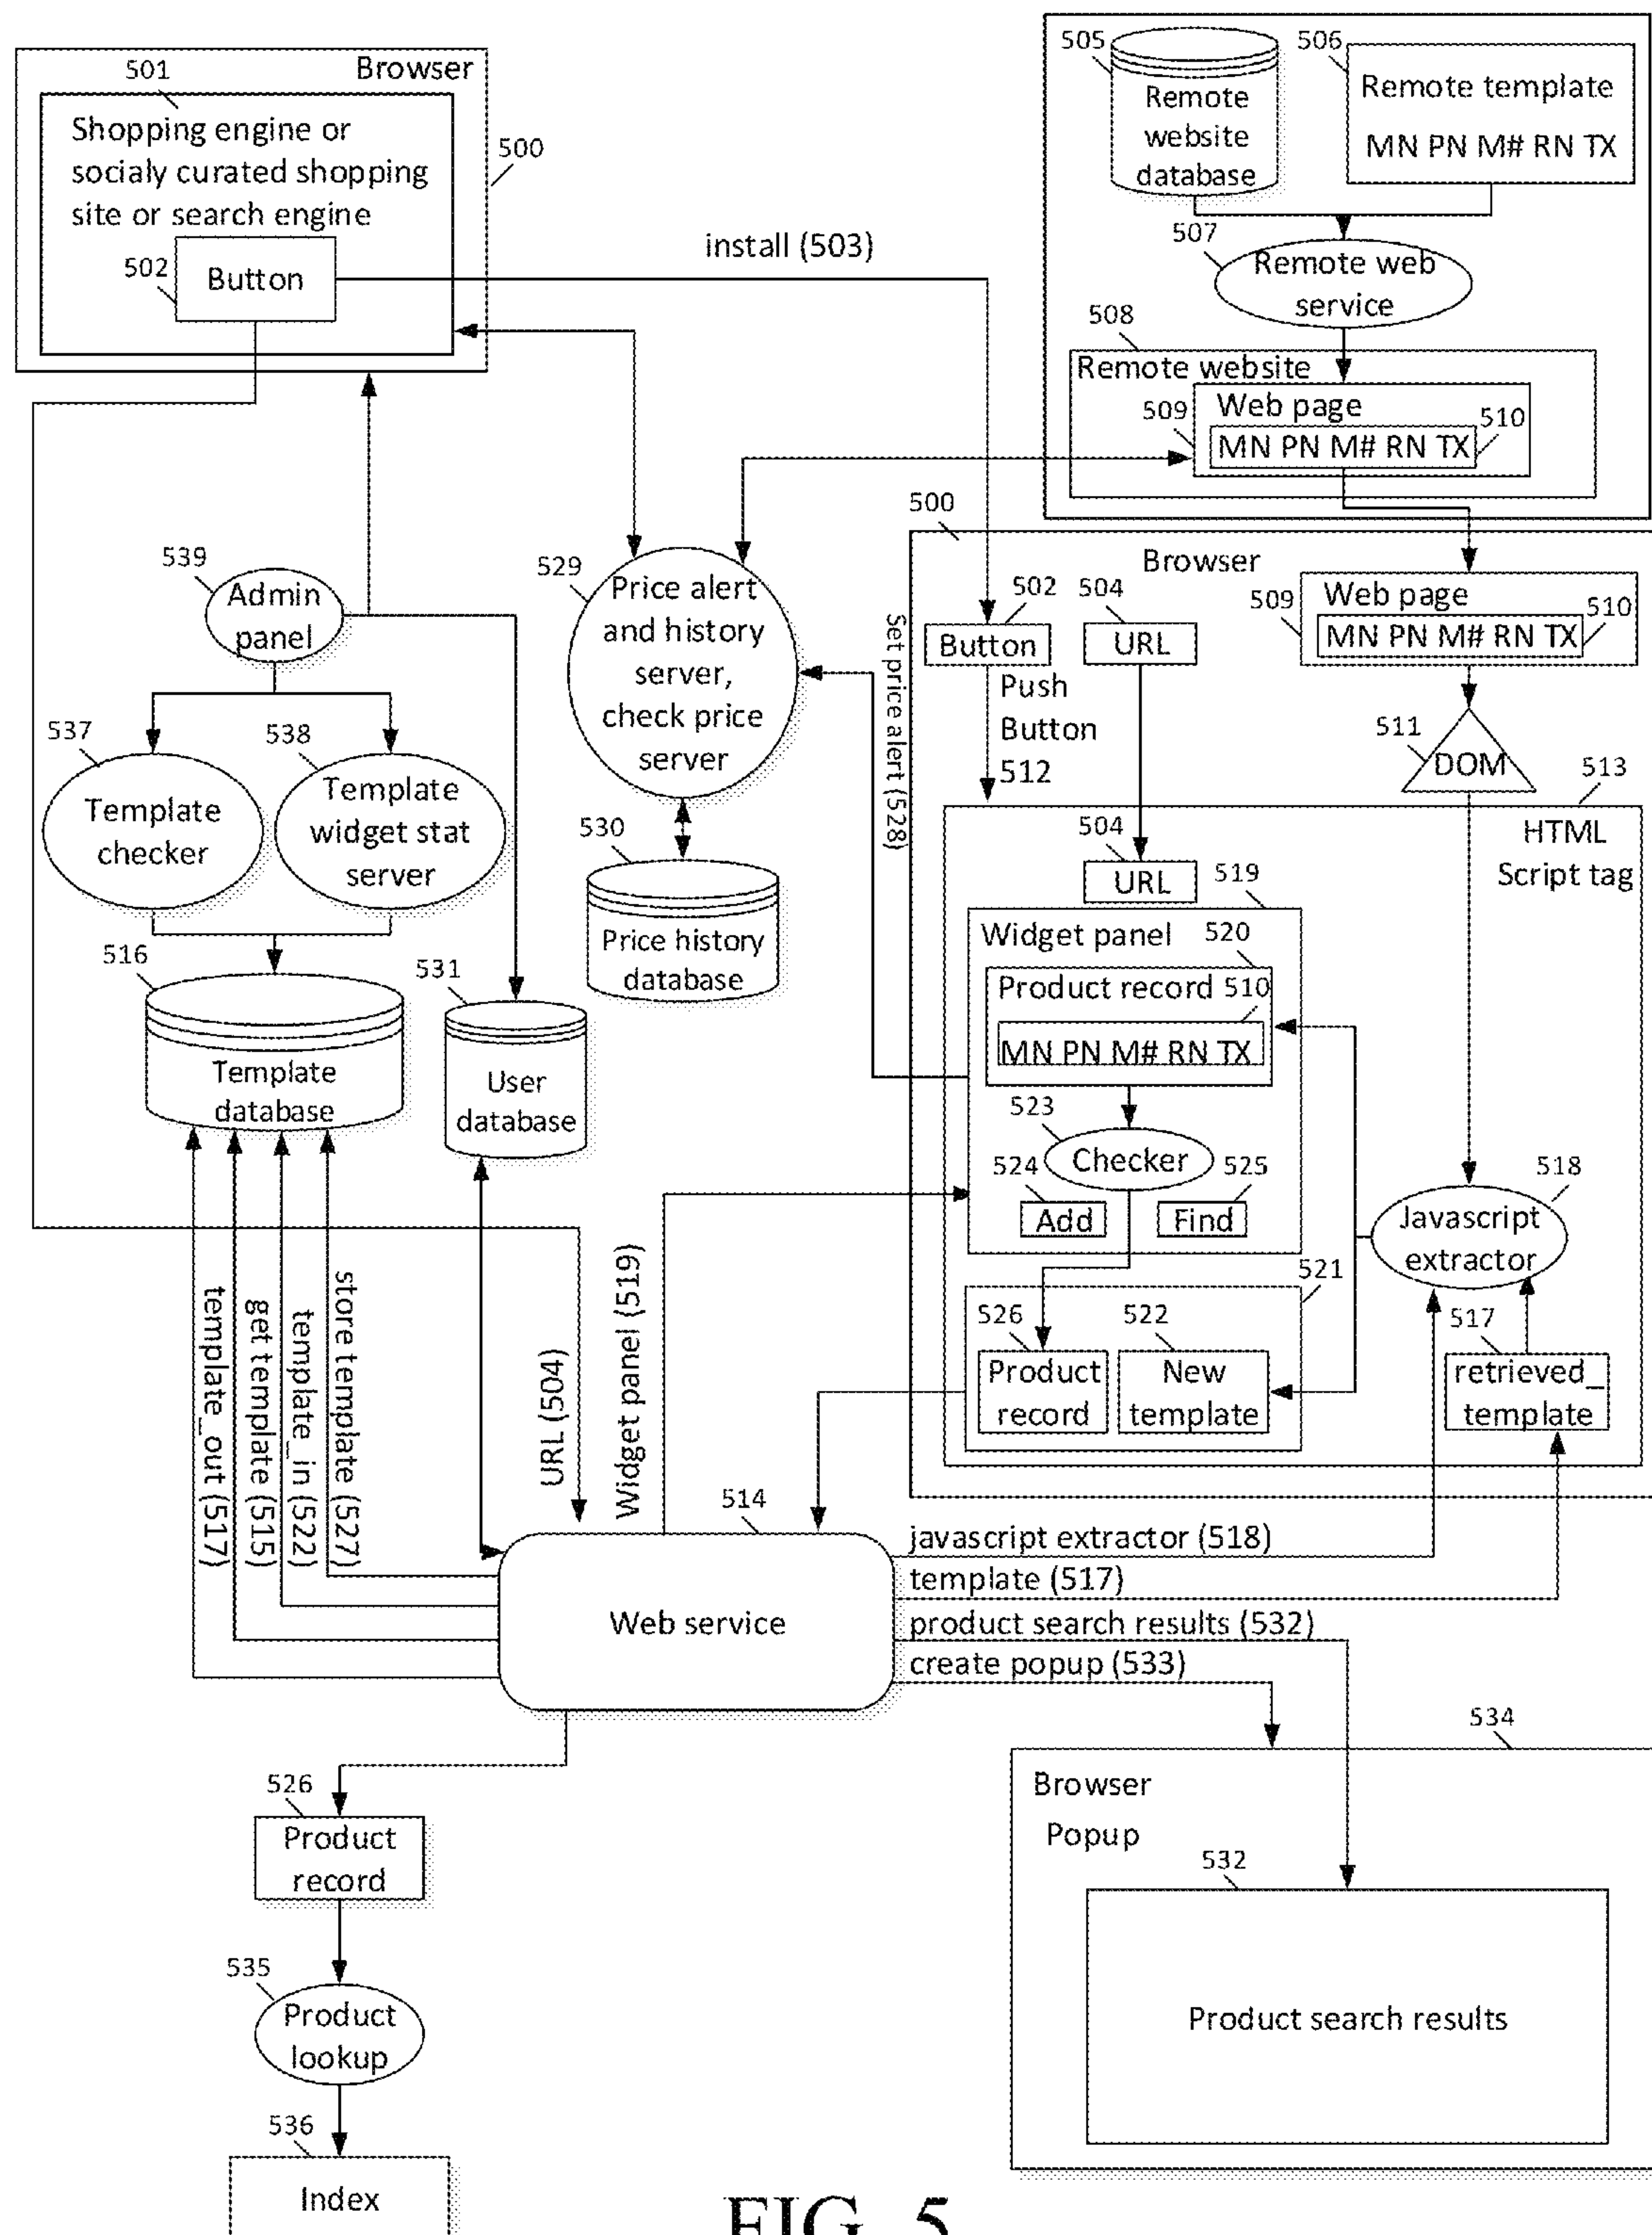 501
Browser
Shopping engine or
socialy curated shopping
site or search engine
500
502
Button
install (503)
505
Remote
website
database
506
Remote template
MN PN M# RN TX
507
Remote web
service
508
Remote website
509
Web page
510
MN PN M# RN TX
500
Browser
502
Button
504
URL
509
Web page
510
MN PN M# RN TX
Push
Button
512
511
DOM
513
HTML
Script tag
539
Admin
panel
529
Price alert
and history
server,
check price
server
Set price alert (528)
537
Template
checker
538
Template
widget stat
server
530
Price history
database
516
Template
database
531
User
database
504
URL
519
Widget panel
520
Product record
510
MN PN M# RN TX
523
Checker
524
Add
525
Find
518
Javascript
extractor
521
526
Product
record
522
New
template
517
retrieved_
template
template_out (517)
get template (515)
template_in (522)
store template (527)
URL (504)
Widget panel (519)
514
Web service
javascript extractor (518)
template (517)
product search results (532)
create popup (533)
526
Product
record
535
Product
lookup
536
Index
534
Browser
Popup
532
Product search results
FIG. 5